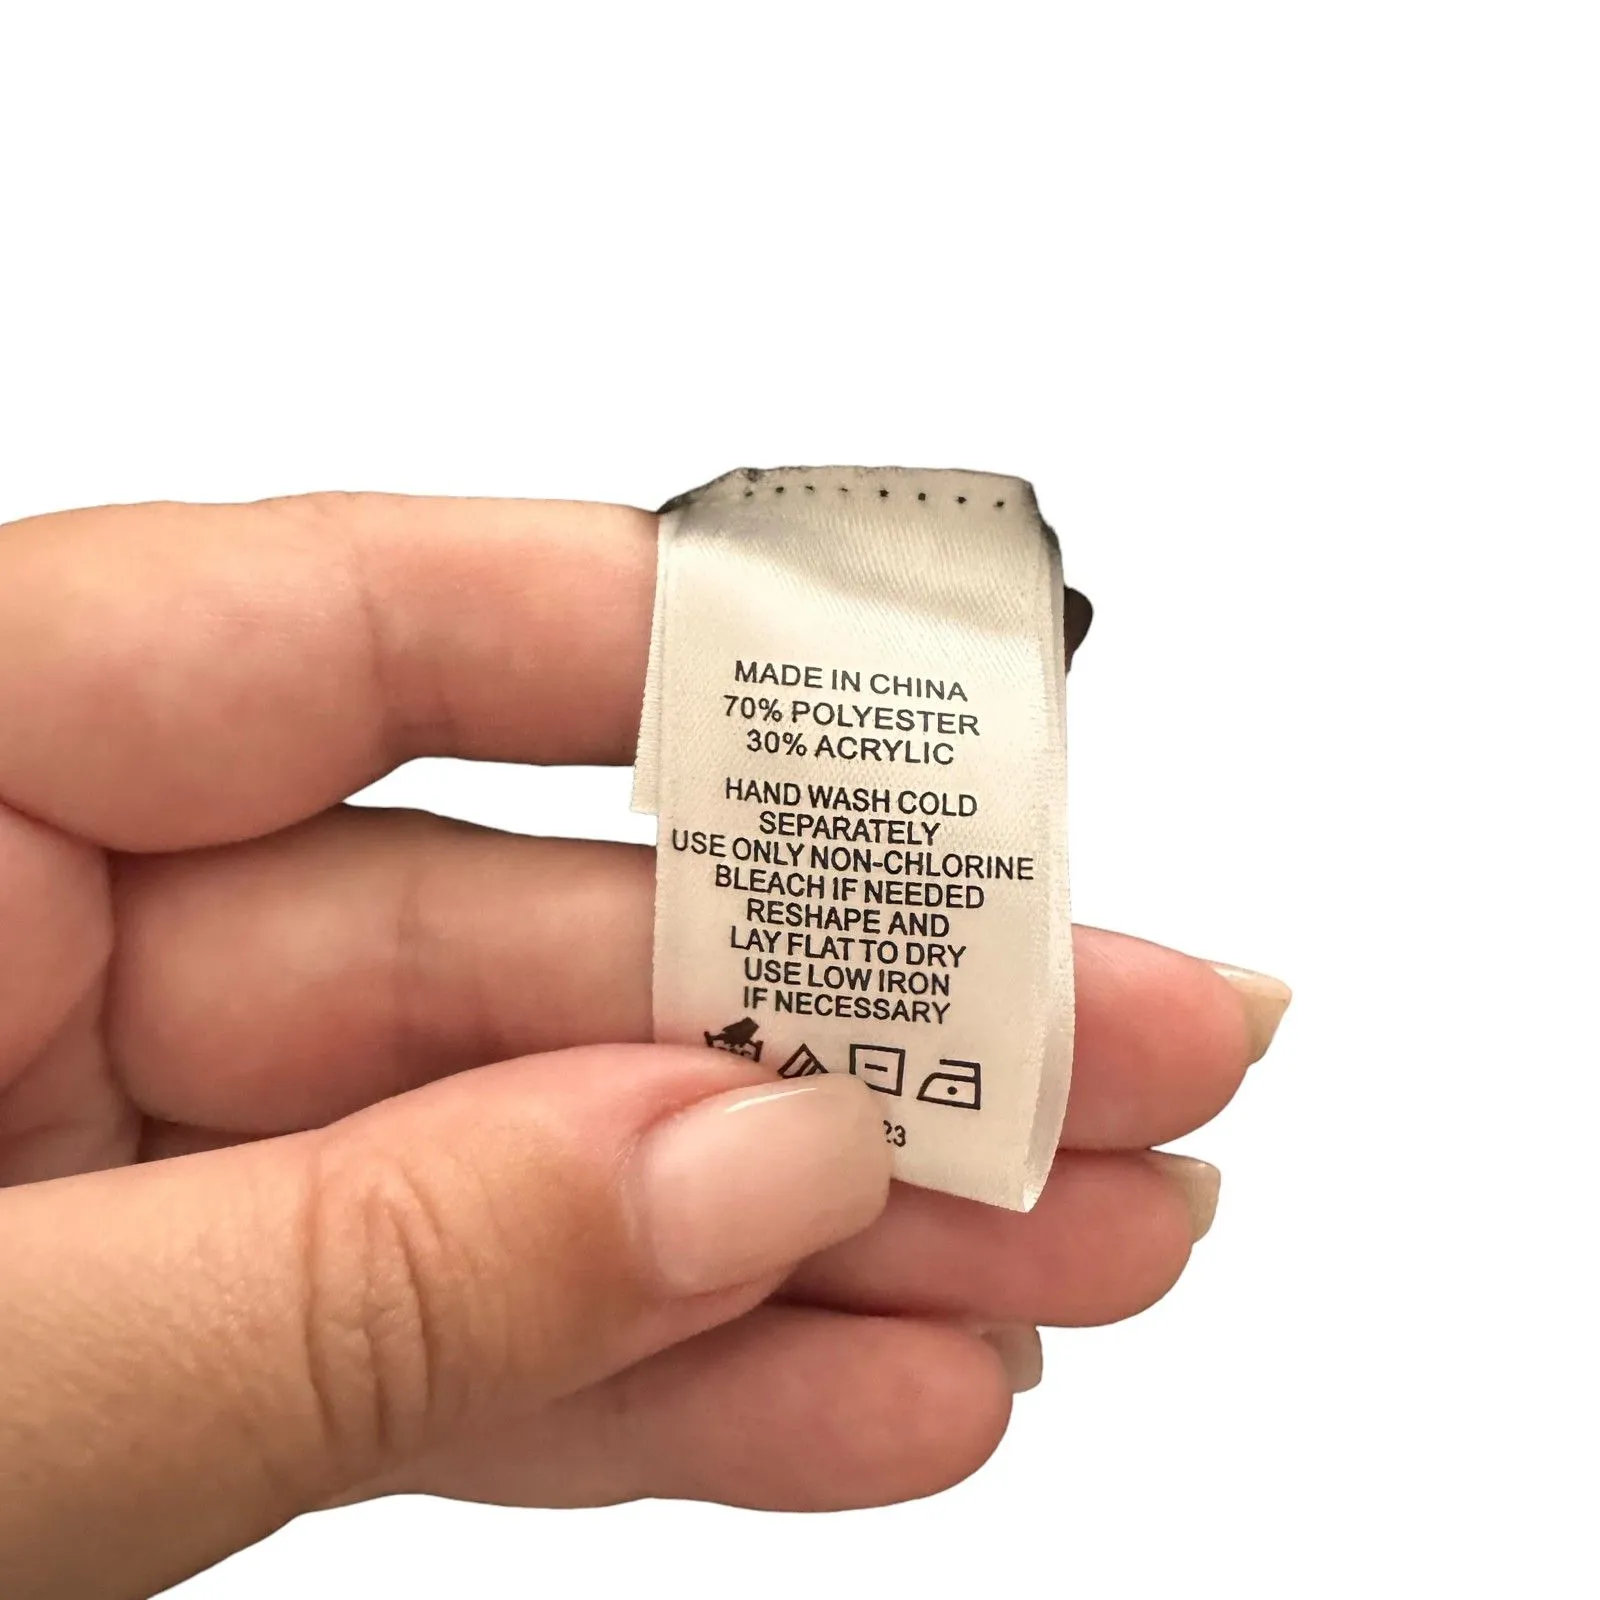 MADE IN CHINA
70% POLYESTER
30% ACRYLIC
HAND WASH COLD
SEPARATELY
USE ONLY NON-CHLORINE
BLEACH IF NEEDED
RESHAPE AND
LAY FLAT TO DRY
USE LOW IRON
IF NECESSARY